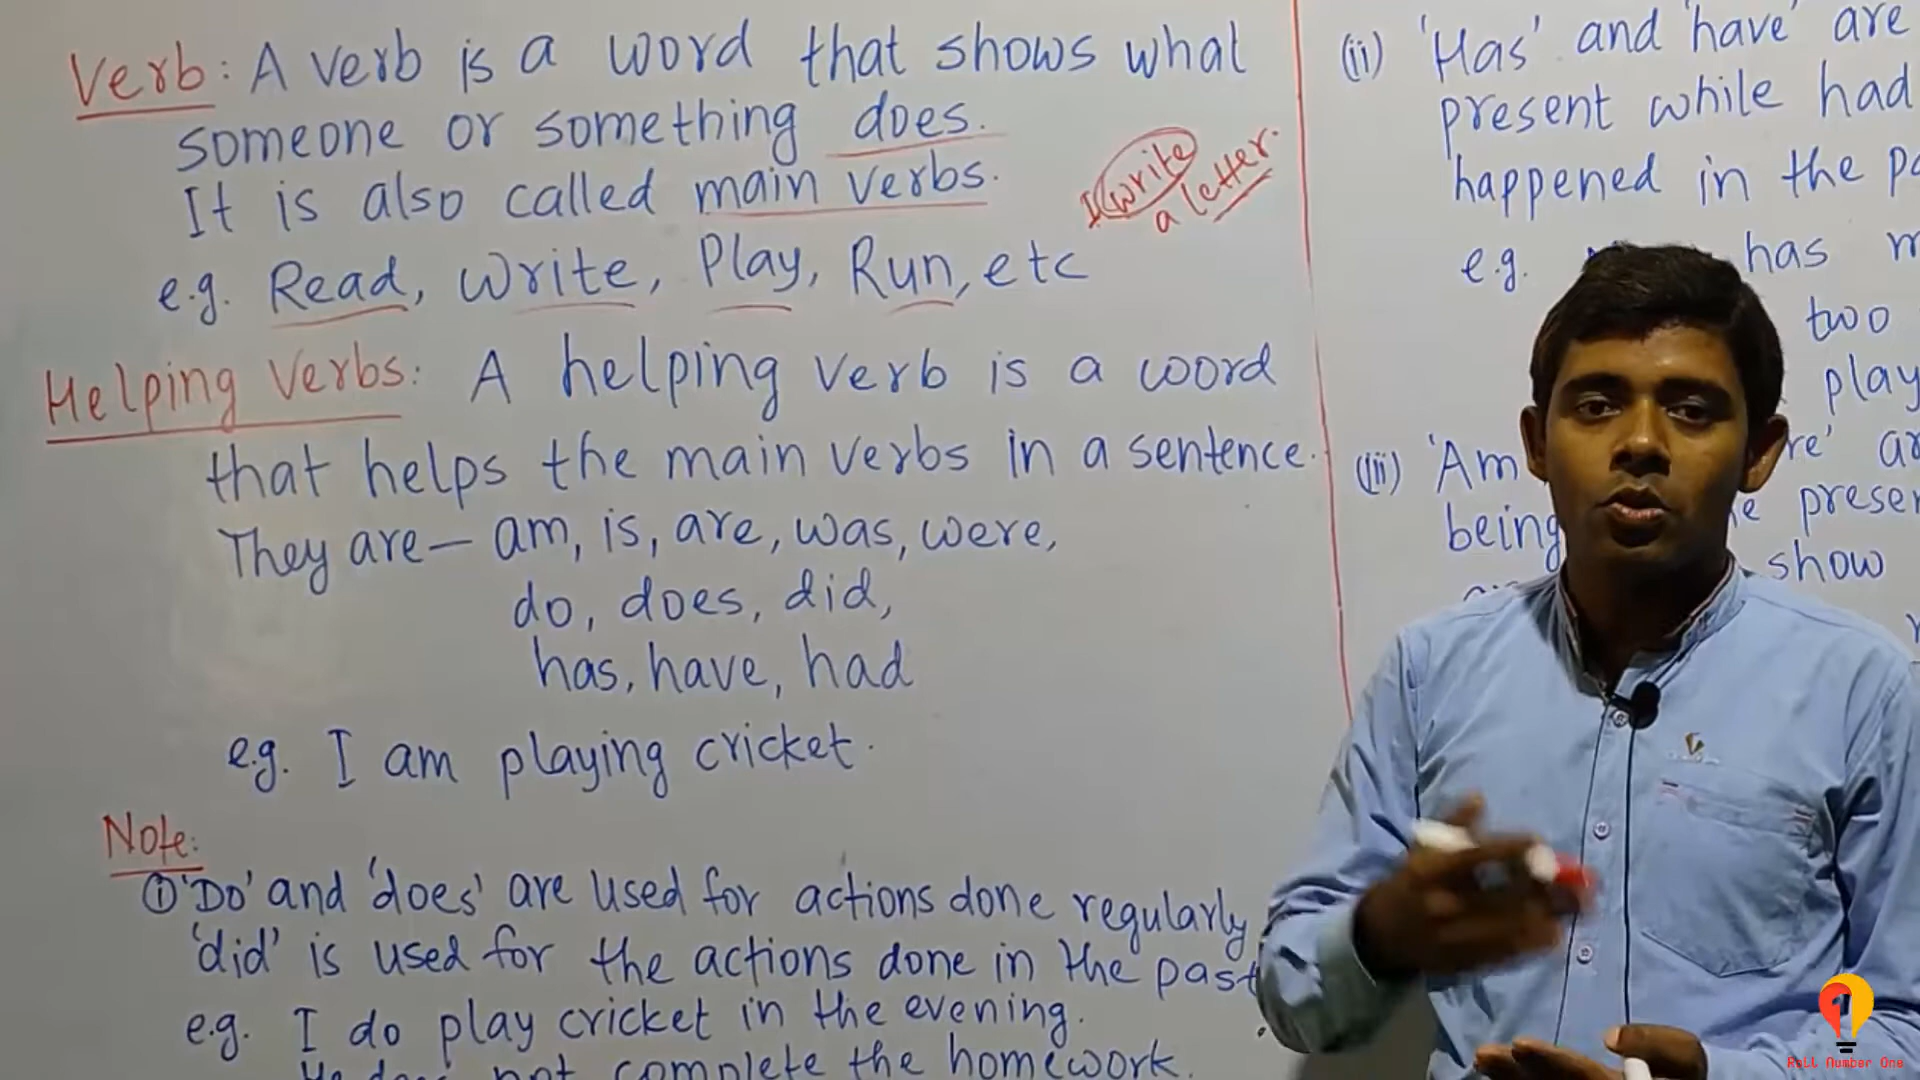 Verb: A verb is a word that shows what
someone or something does.
It is also called main verbs.
I write
a letter.
e.g. Read, Write, Play, Run, etc
Helping Verbs: A helping verb is a word
that helps the main verbs in a sentence.
They are — am, is, are, was, were,
do, does, did,
has, have, had
e.g. I am playing cricket.
Note:
① 'Do' and 'does' are used for actions done regularly
'did' is used for the actions done in the past
e.g. I do play cricket in the evening.
He does not complete the homework.
(ii) 'Has' and 'have' are
present while had
happened in the
e.g. has
two
play
(iii) 'Am are'
being
show
Roll Number One